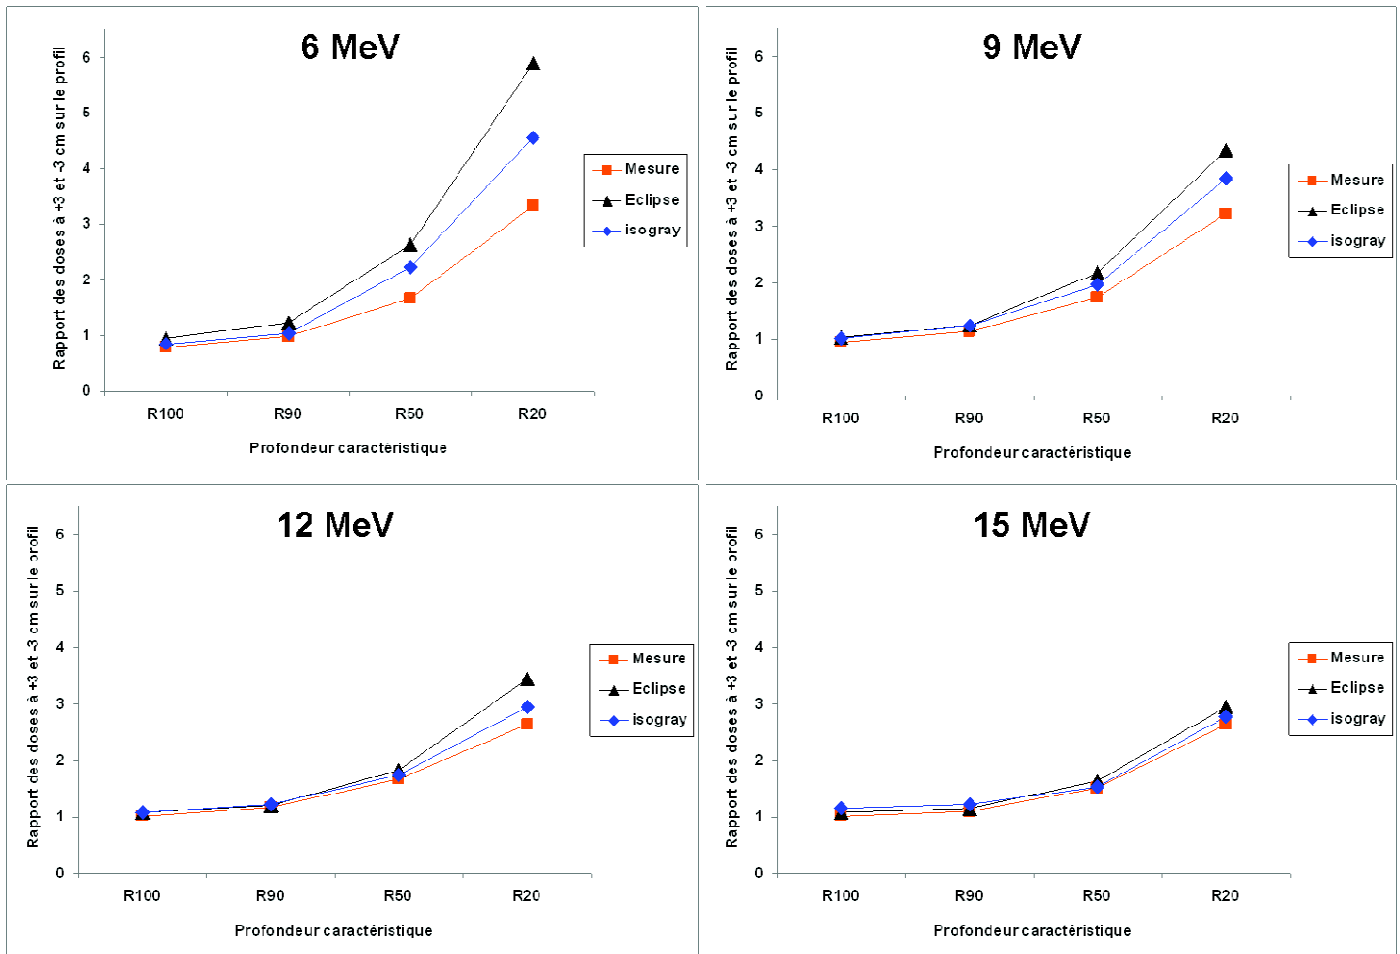 6 MeV
Rapport des doses à +3 et -3 cm sur le profil
6
5
4
3
2
1
0
R100 R90 R50 R20
Profondeur caractéristique
Mesure
Eclipse
isogray
9 MeV
Rapport des doses à +3 et -3 cm sur le profil
6
5
4
3
2
1
0
R100 R90 R50 R20
Profondeur caractéristique
Mesure
Eclipse
isogray
12 MeV
Rapport des doses à +3 et -3 cm sur le profil
6
5
4
3
2
1
0
R100 R90 R50 R20
Profondeur caractéristique
Mesure
Eclipse
isogray
15 MeV
Rapport des doses à +3 et -3 cm sur le profil
6
5
4
3
2
1
0
R100 R90 R50 R20
Profondeur caractéristique
Mesure
Eclipse
isogray